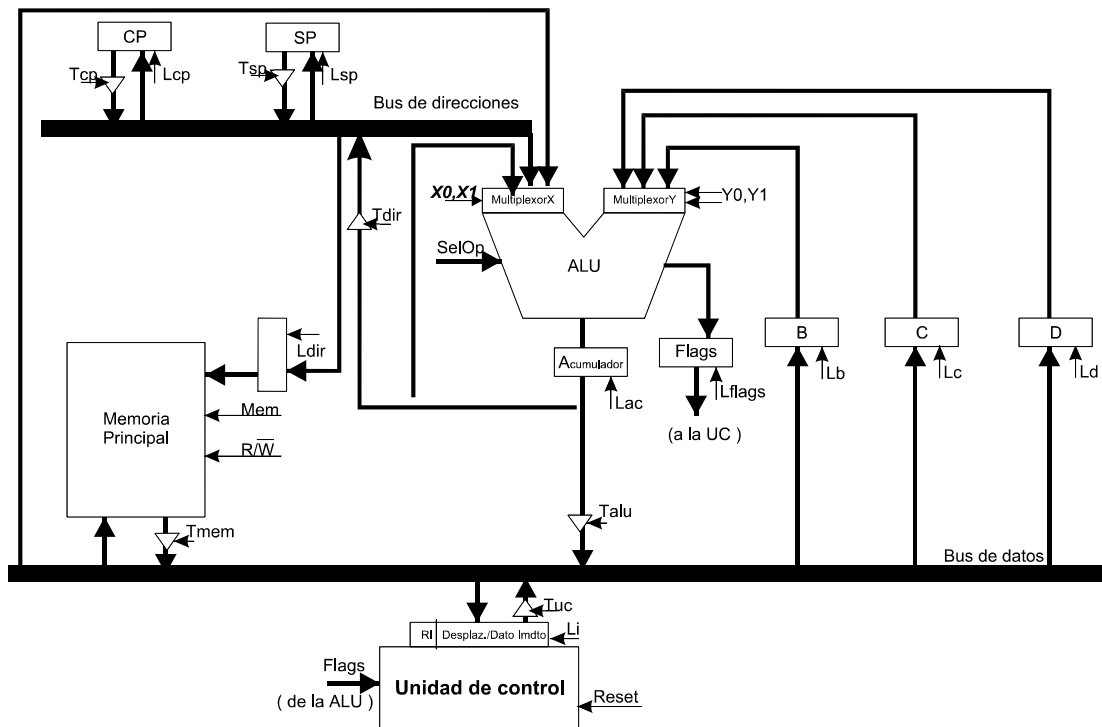 CP
SP
Tcp
Lcp
Tsp
Lsp
Bus de direcciones
X0,X1
MultiplexorX
MultiplexorY
Y0,Y1
Tdir
SelOp
ALU
Ldir
Acumulador
Flags
B
C
D
Lac
Lflags
Lb
Lc
Ld
Memoria
Principal
Mem
R/W̅
(a la UC )
Tmem
Talu
Bus de datos
Tuc
RI
Desplaz./Dato Imdto
Li
Flags
( de la ALU )
Unidad de control
Reset